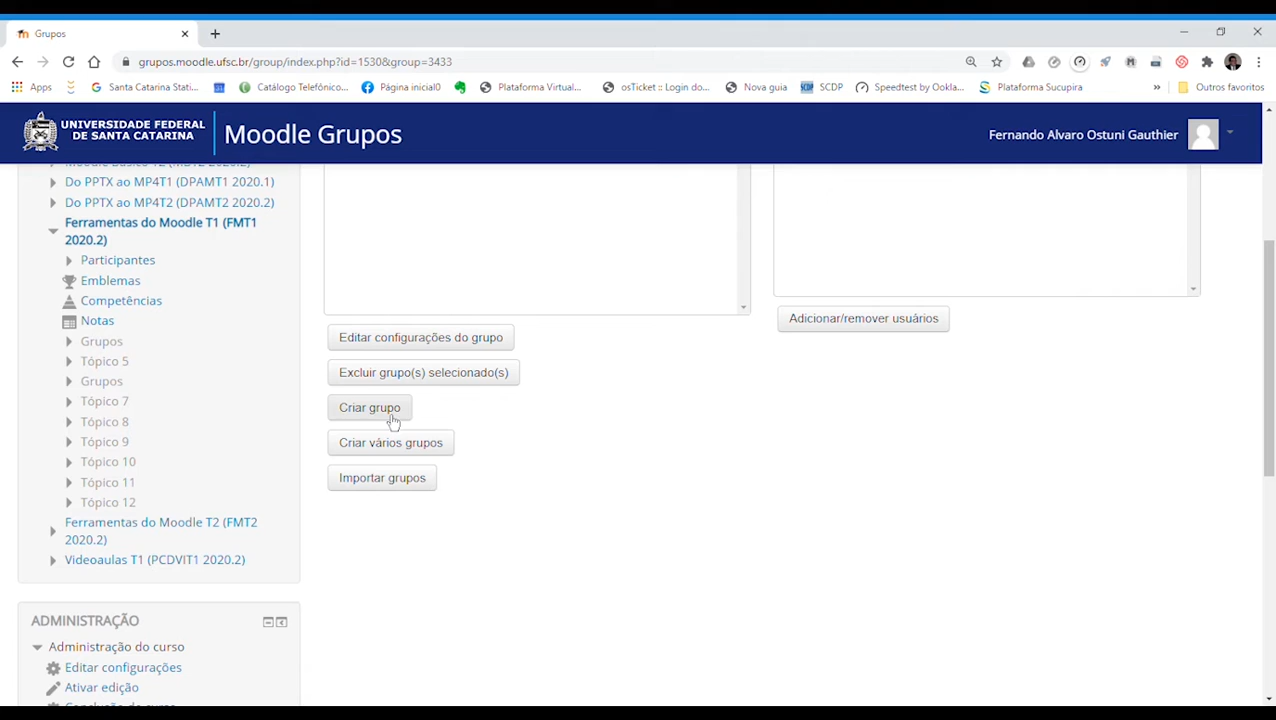 Grupos
grupos.moodle.ufsc.br/group/index.php?id=1530&group=3433
Apps
Santa Catarina Stati...
Catálogo Telefônico...
Página inicial0
Plataforma Virtual...
osTicket :: Login do...
Nova guia
SCDP
Speedtest by Ookla...
Plataforma Sucupira
»
Outros favoritos
UNIVERSIDADE FEDERAL
DE SANTA CATARINA
Moodle Grupos
Fernando Alvaro Ostuni Gauthier
Do PPTX ao MP4T1 (DPAMT1 2020.1)
Do PPTX ao MP4T2 (DPAMT2 2020.2)
Ferramentas do Moodle T1 (FMT1
2020.2)
Participantes
Emblemas
Competências
Notas
Grupos
Tópico 5
Grupos
Tópico 7
Tópico 8
Tópico 9
Tópico 10
Tópico 11
Tópico 12
Ferramentas do Moodle T2 (FMT2
2020.2)
Videoaulas T1 (PCDVIT1 2020.2)
ADMINISTRAÇÃO
Administração do curso
Editar configurações
Ativar edição
Editar configurações do grupo
Excluir grupo(s) selecionado(s)
Criar grupo
Criar vários grupos
Importar grupos
Adicionar/remover usuários